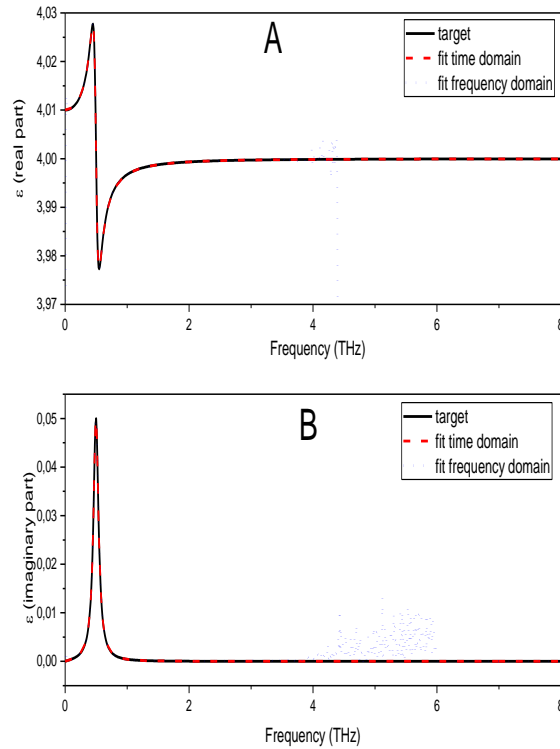 A
target
fit time domain
fit frequency domain
4,03
4,02
4,01
4,00
3,99
3,98
3,97
ε (real part)
0
2
4
6
8
Frequency (THz)
B
target
fit time domain
fit frequency domain
0,05
0,04
0,03
0,02
0,01
0,00
ε (imaginary part)
0
2
4
6
8
Frequency (THz)